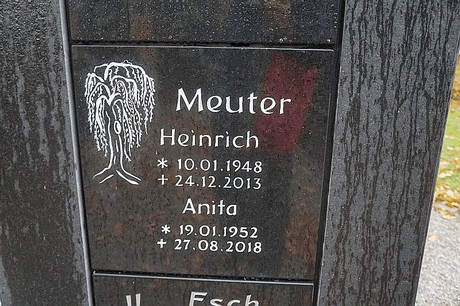 Meuter
Heinrich
* 10.01.1948
+ 24.12.2013
Anita
* 19.01.1952
+ 27.08.2018
Esch